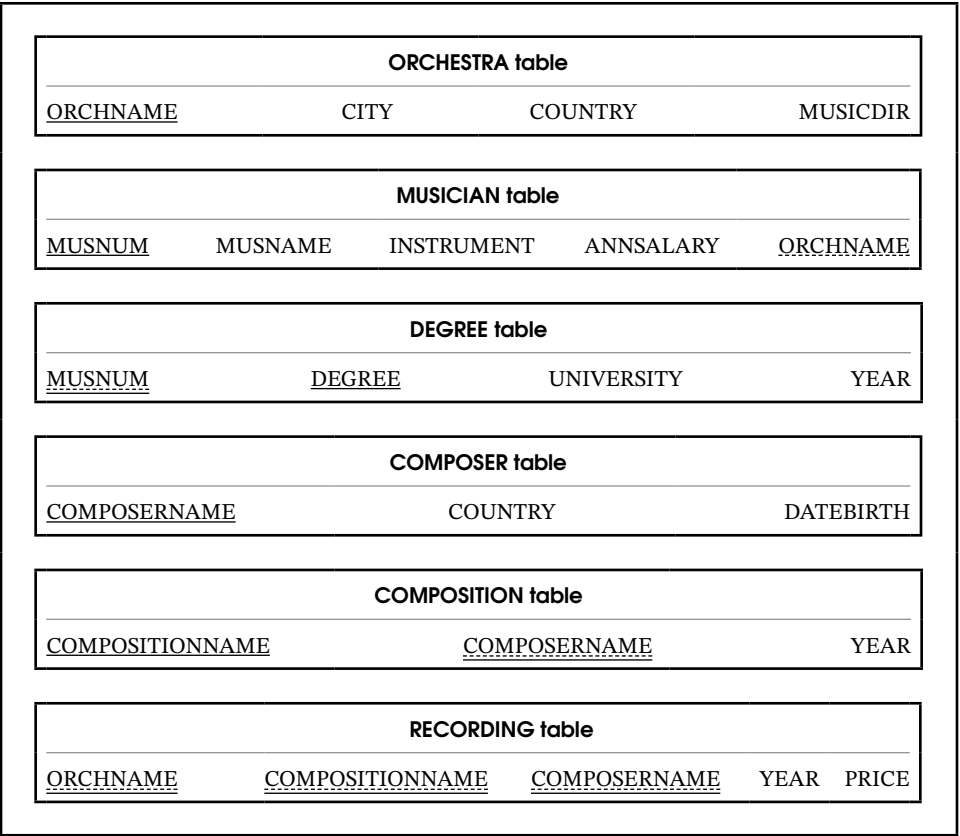 ORCHESTRA table
ORCHNAME CITY COUNTRY MUSICDIR
MUSICIAN table
MUSNUM MUSNAME INSTRUMENT ANNSALARY ORCHNAME
DEGREE table
MUSNUM DEGREE UNIVERSITY YEAR
COMPOSER table
COMPOSERNAME COUNTRY DATEBIRTH
COMPOSITION table
COMPOSITIONNAME COMPOSERNAME YEAR
RECORDING table
ORCHNAME COMPOSITIONNAME COMPOSERNAME YEAR PRICE